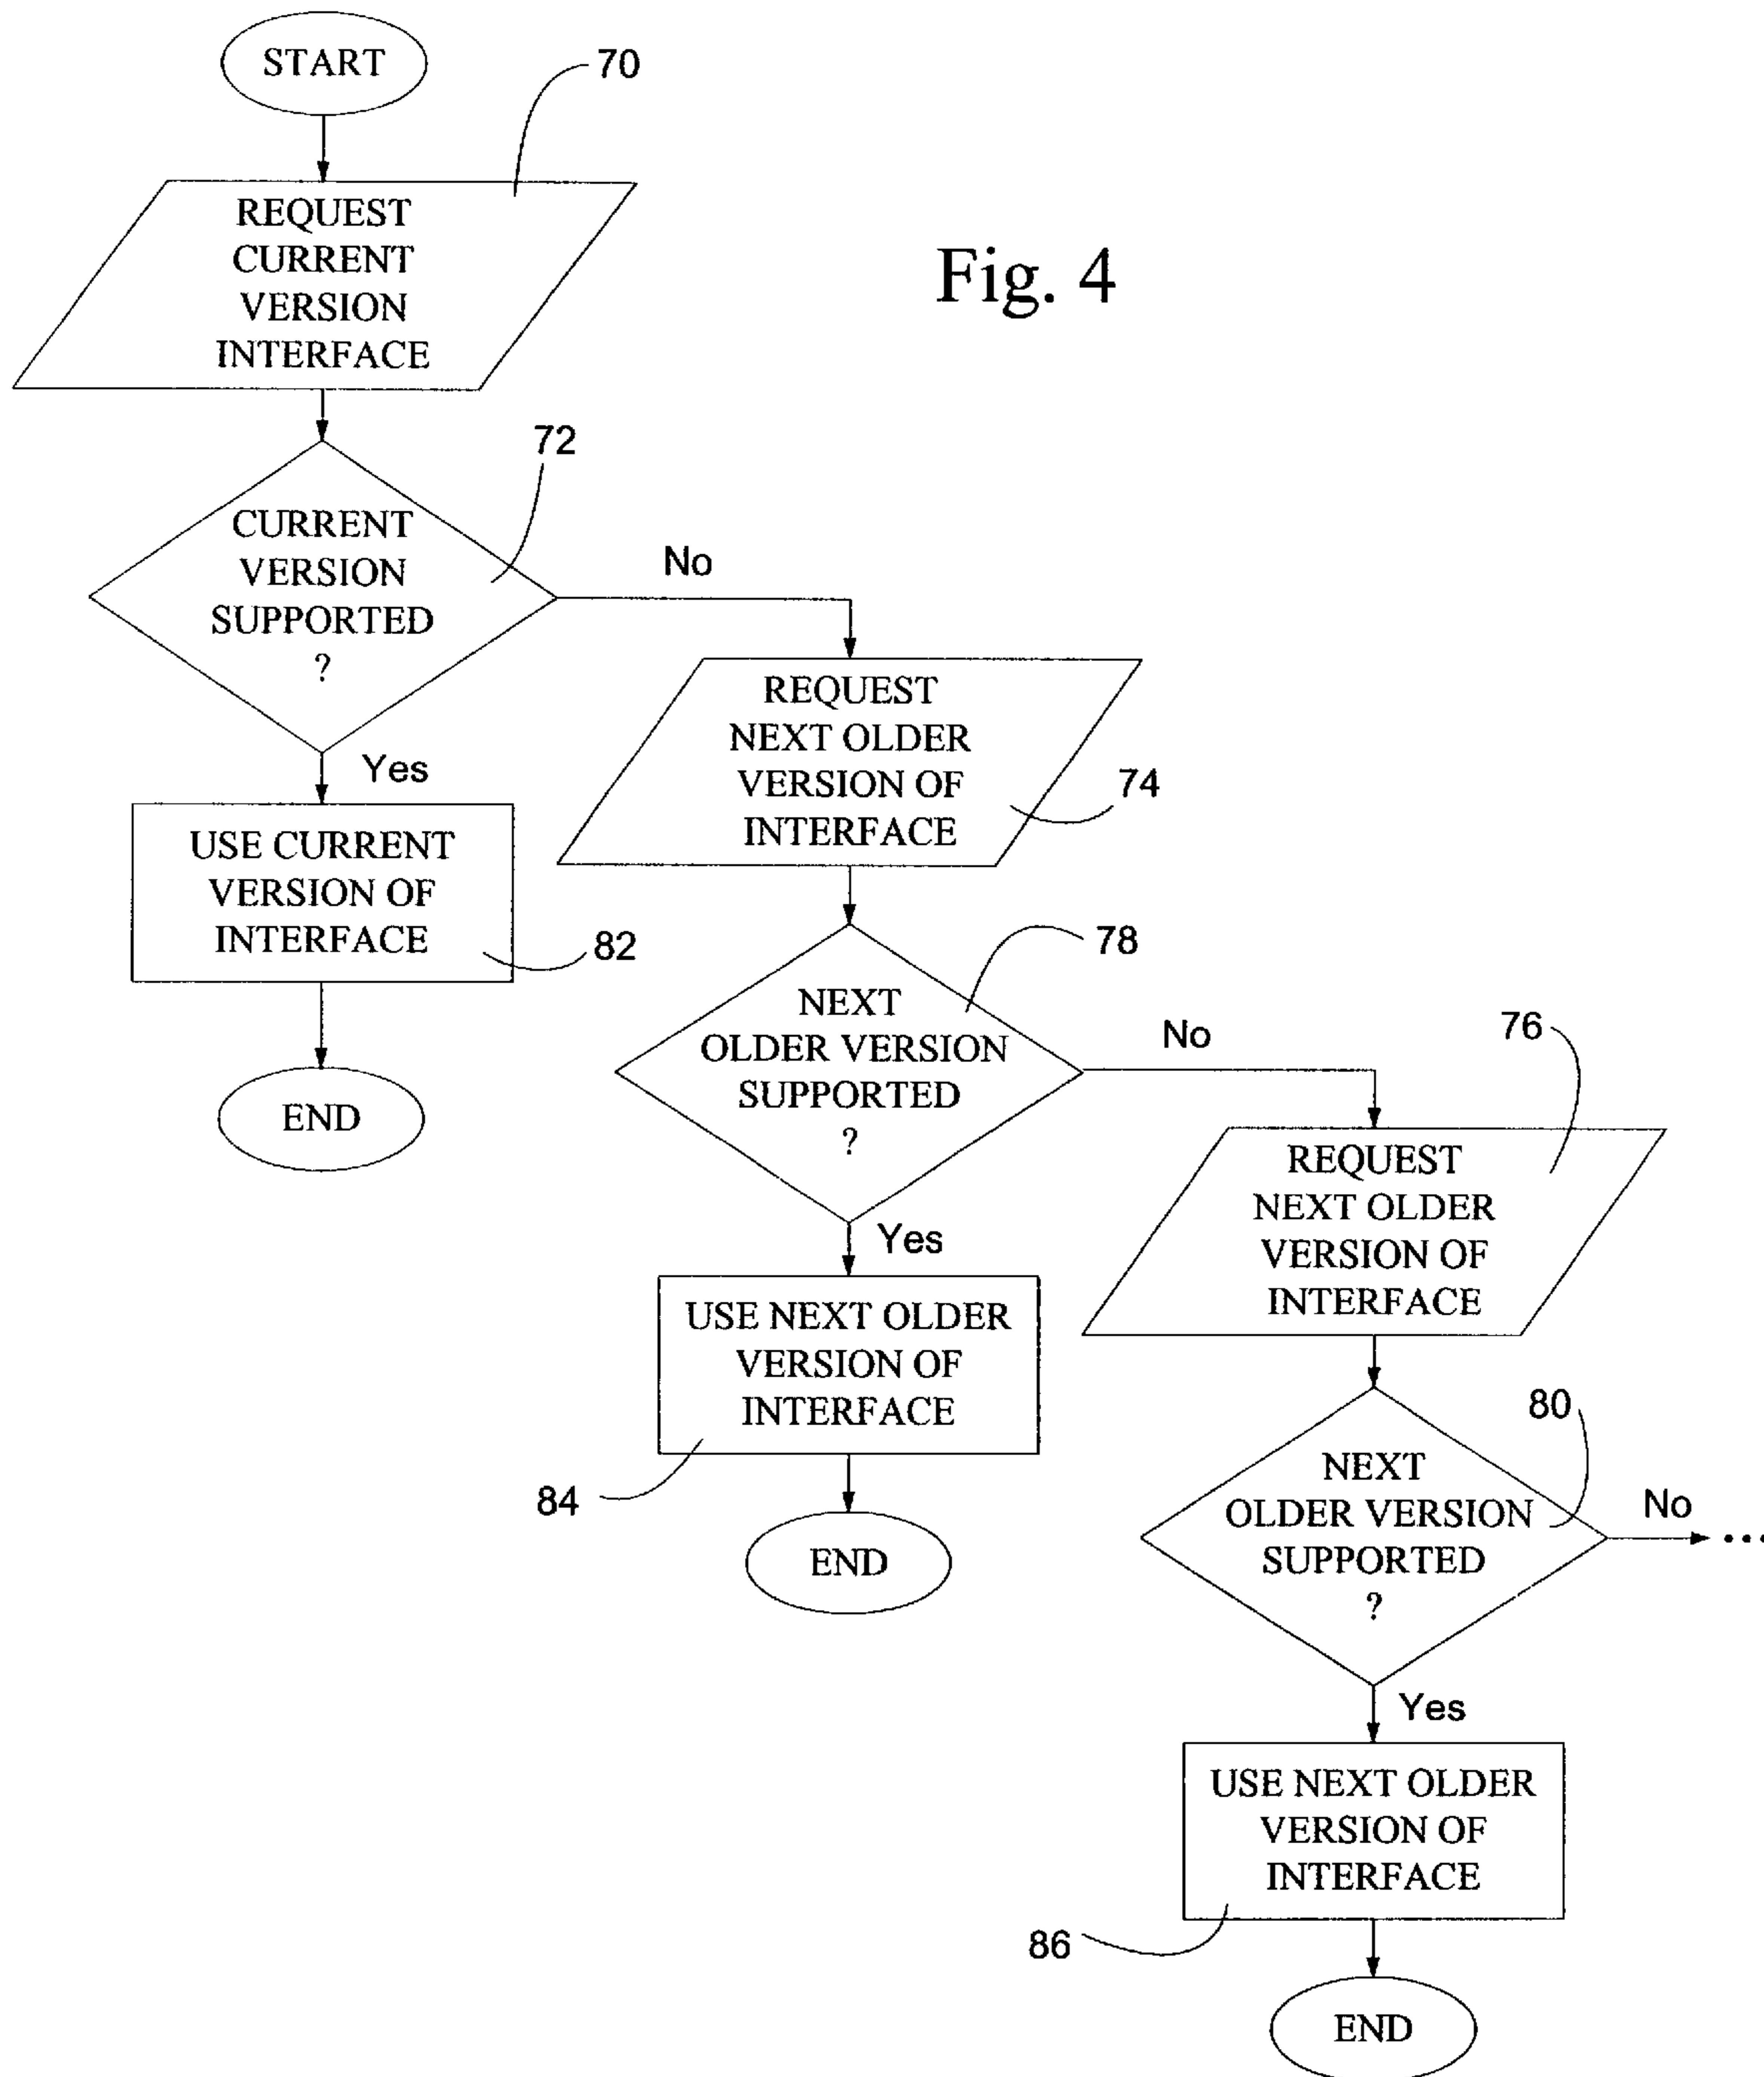 START
70
REQUEST
CURRENT
VERSION
INTERFACE
Fig. 4
72
CURRENT
VERSION
SUPPORTED
?
No
Yes
REQUEST
NEXT OLDER
VERSION OF
INTERFACE
74
USE CURRENT
VERSION OF
INTERFACE
82
END
78
NEXT
OLDER VERSION
SUPPORTED
?
No
Yes
76
REQUEST
NEXT OLDER
VERSION OF
INTERFACE
USE NEXT OLDER
VERSION OF
INTERFACE
84
END
80
NEXT
OLDER VERSION
SUPPORTED
?
No
...
Yes
USE NEXT OLDER
VERSION OF
INTERFACE
86
END